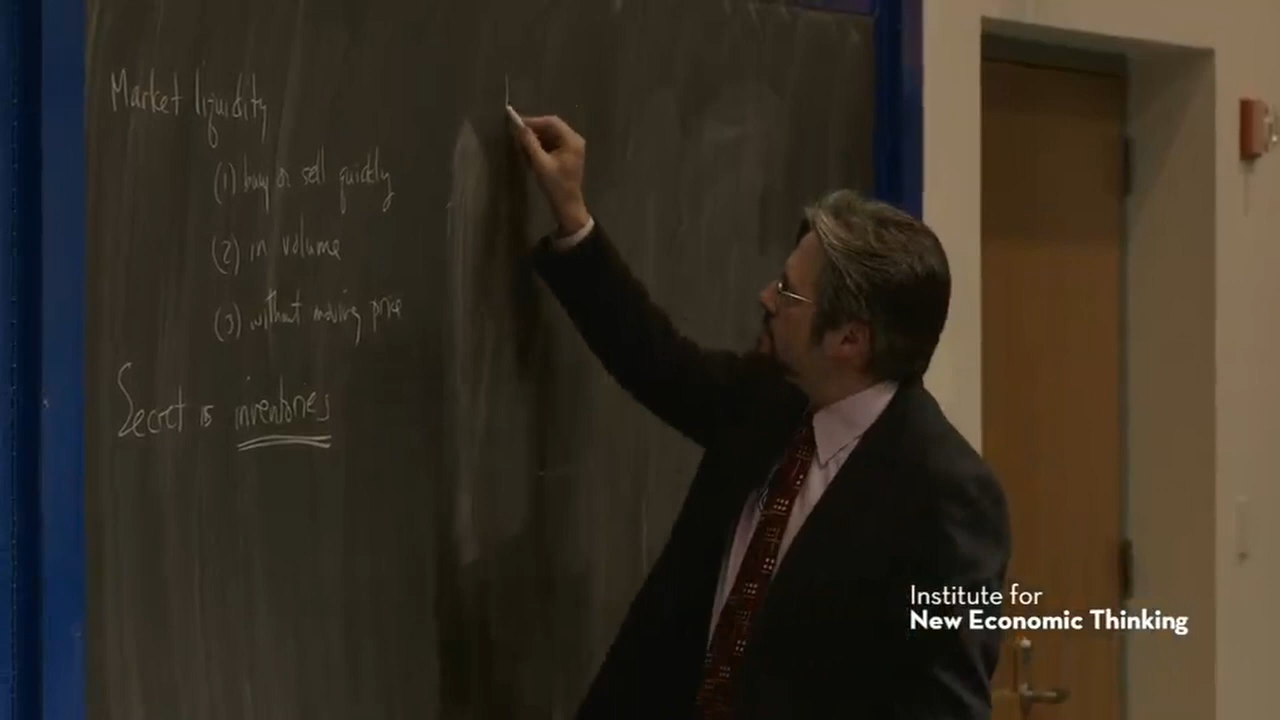 Market liquidity
(1) buy or sell quickly
(2) in volume
(3) without moving price
Secret is inventories
Institute for
New Economic Thinking